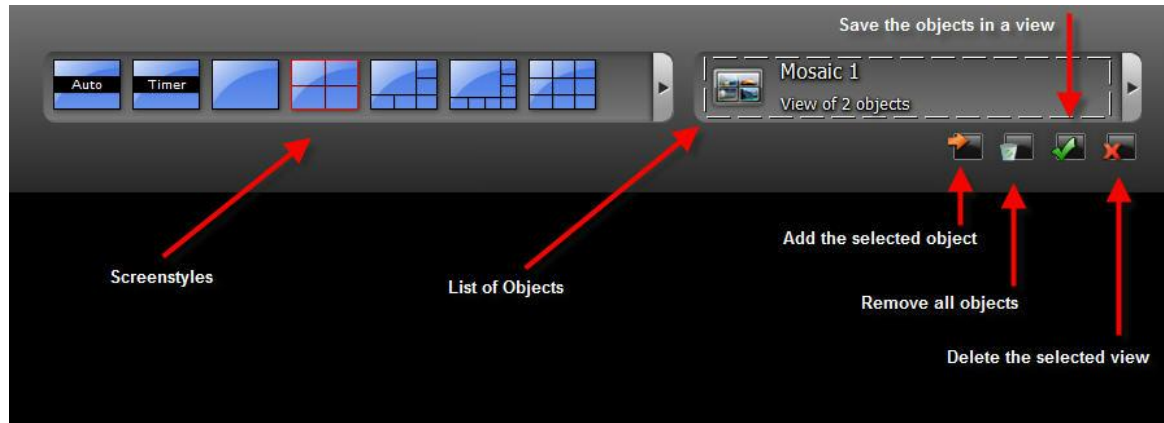 Save the objects in a view
Auto
Timer
Mosaic 1
View of 2 objects
Add the selected object
Screenstyles
List of Objects
Remove all objects
Delete the selected view